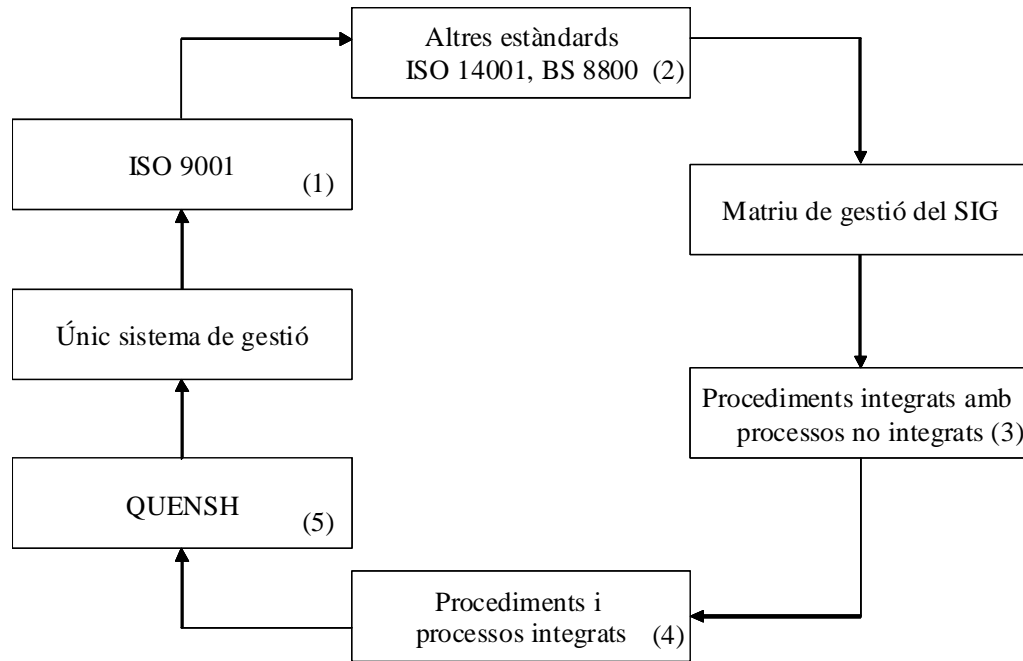 Altres estàndards
ISO 14001, BS 8800 (2)
ISO 9001
(1)
Matriu de gestió del SIG
Únic sistema de gestió
Procediments integrats amb
processos no integrats (3)
QUENSH
(5)
Procediments i
processos integrats (4)